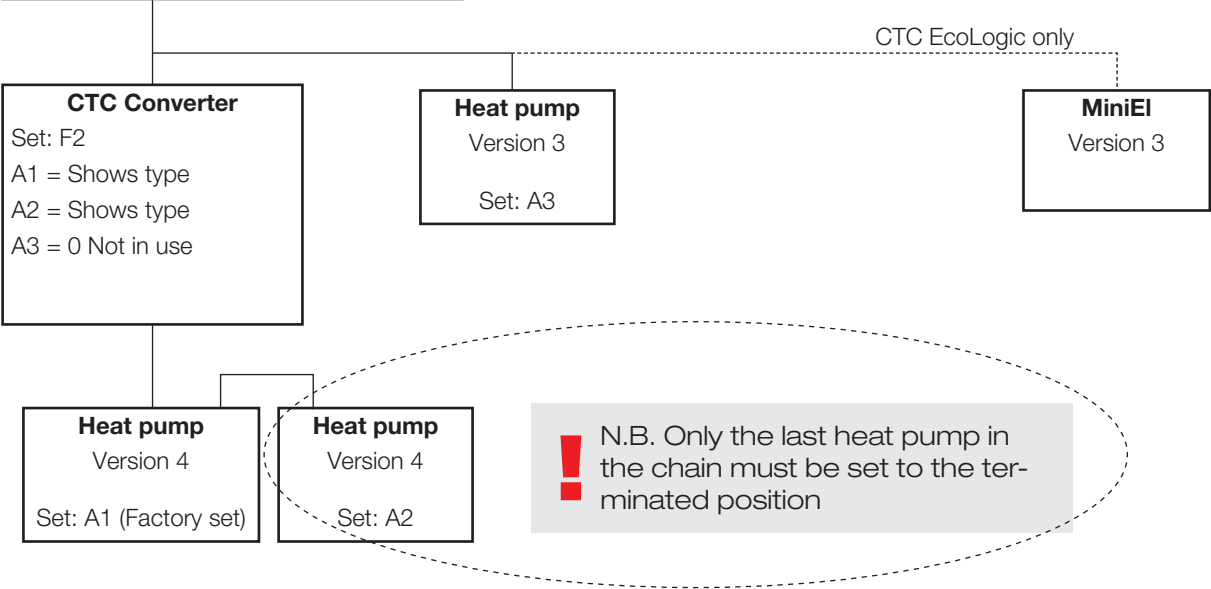 CTC EcoLogic only
CTC Converter
Set: F2
A1 = Shows type
A2 = Shows type
A3 = 0 Not in use
Heat pump
Version 3
Set: A3
MiniEl
Version 3
Heat pump
Version 4
Set: A1 (Factory set)
Heat pump
Version 4
Set: A2
! N.B. Only the last heat pump in
the chain must be set to the ter-
minated position